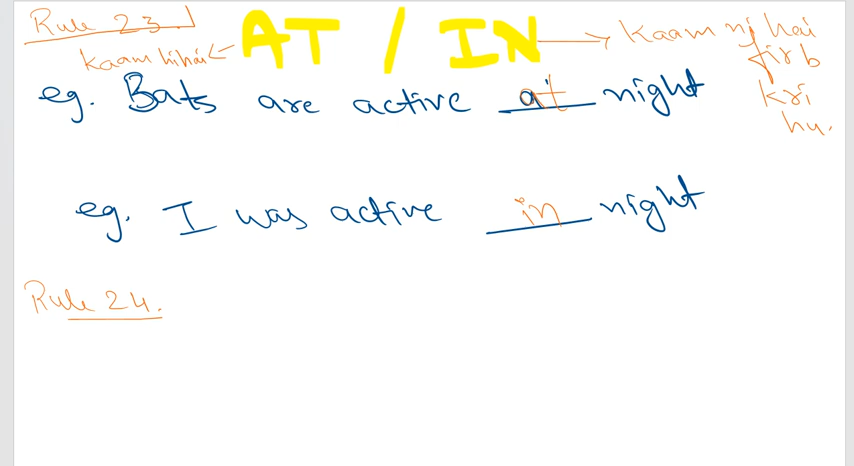 Rule 23
AT / IN
Kaam hi hai
Kaam nj hai
fir b
kri
hu.
eg. Bats are active at night
eg. I was active in night
Rule 24.